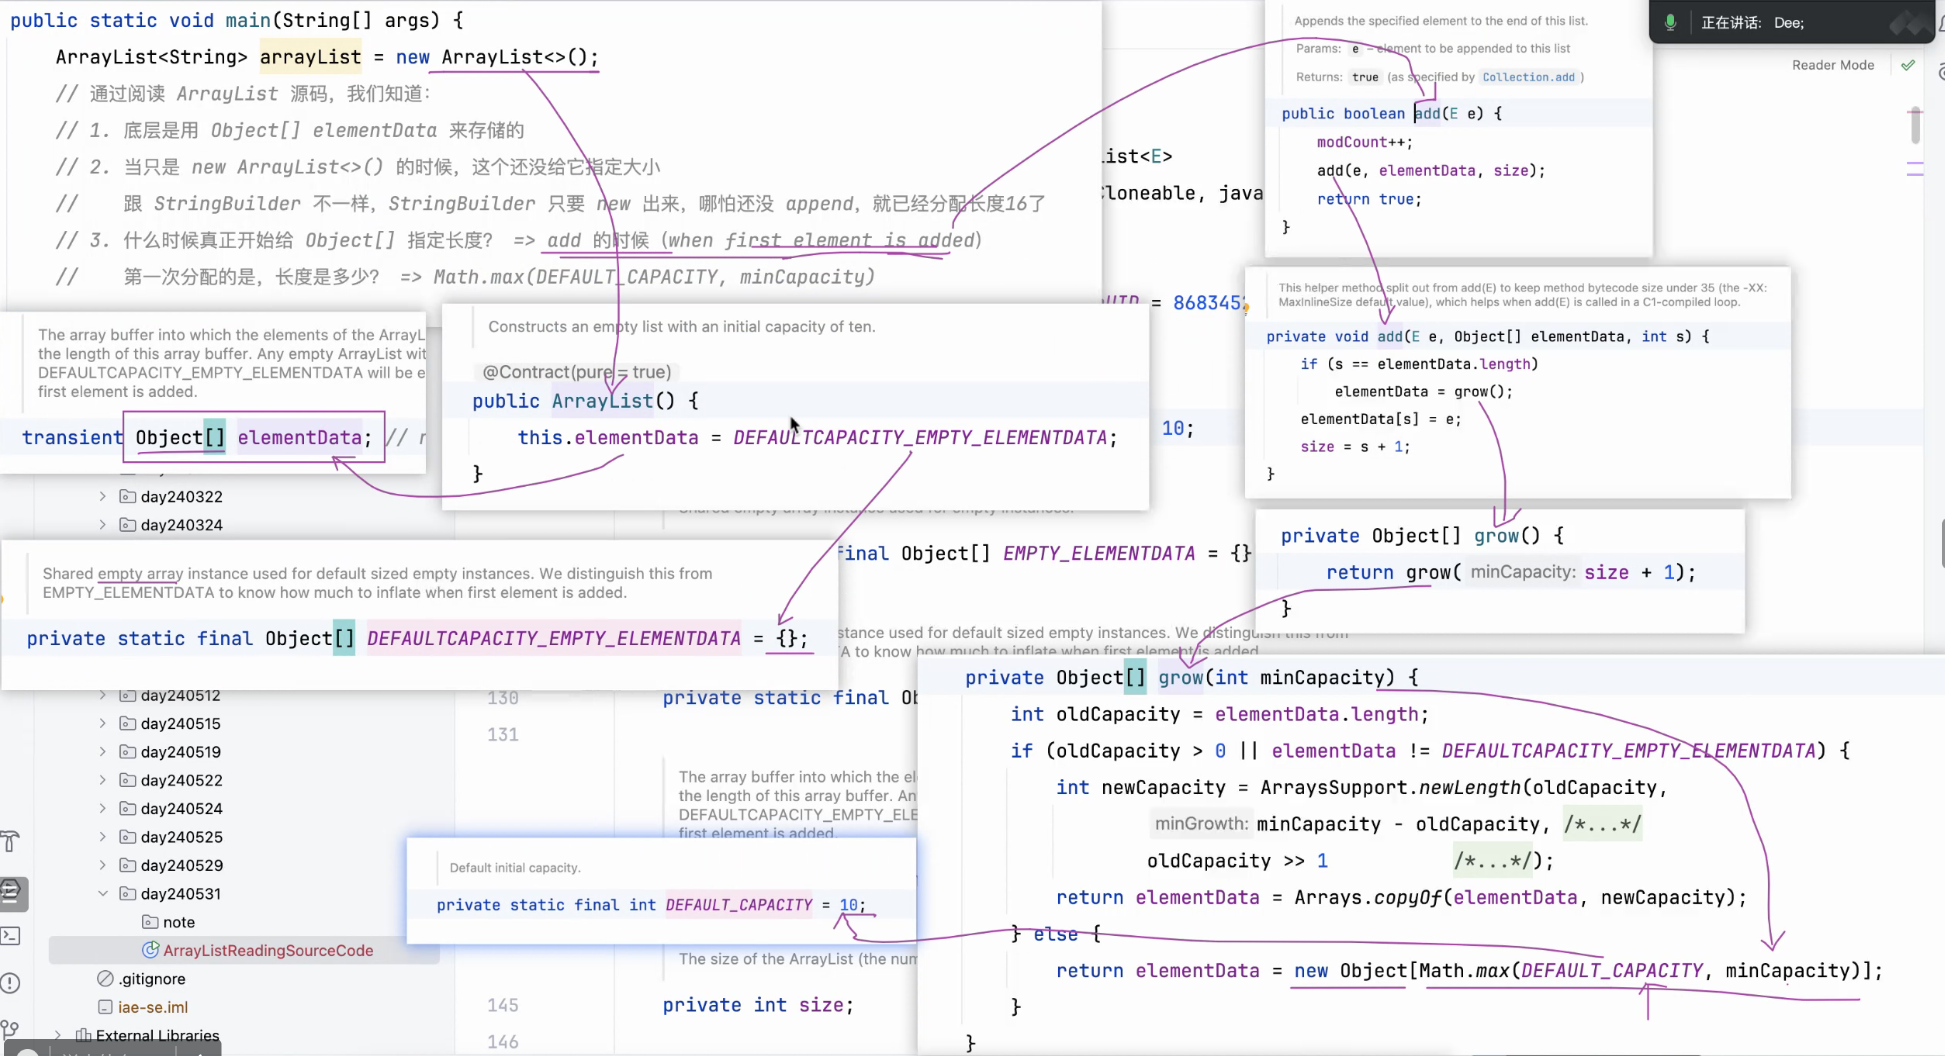 public static void main(String[] args) {
ArrayList<String> arrayList = new ArrayList<>();
// 通过阅读 ArrayList 源码，我们知道：
// 1. 底层是用 Object[] elementData 来存储的
// 2. 当只是 new ArrayList<>() 的时候，这个还没给它指定大小
// 跟 StringBuilder 不一样，StringBuilder 只要 new 出来，哪怕还没 append，就已经分配长度16了
// 3. 什么时候真正开始给 Object[] 指定长度？ => add 的时候（when first element is added）
// 第一次分配的是，长度是多少？ => Math.max(DEFAULT_CAPACITY, minCapacity)
Appends the specified element to the end of this list.
Params: e – element to be appended to this list
Returns: true (as specified by Collection.add )
public boolean add(E e) {
modCount++;
add(e, elementData, size);
return true;
}
正在讲话: Dee;
Reader Mode
List<E>
Cloneable, java
= 868345
10;
This helper method split out from add(E) to keep method bytecode size under 35 (the -XX:
MaxInlineSize default value), which helps when add(E) is called in a C1-compiled loop.
private void add(E e, Object[] elementData, int s) {
if (s == elementData.length)
elementData = grow();
elementData[s] = e;
size = s + 1;
}
The array buffer into which the elements of the ArrayL
the length of this array buffer. Any empty ArrayList wit
DEFAULTCAPACITY_EMPTY_ELEMENTDATA will be e
first element is added.
transient Object[] elementData; // n
Constructs an empty list with an initial capacity of ten.
@Contract(pure = true)
public ArrayList() {
this.elementData = DEFAULTCAPACITY_EMPTY_ELEMENTDATA;
}
day240322
day240324
final Object[] EMPTY_ELEMENTDATA = {}
private Object[] grow() {
return grow( minCapacity: size + 1);
}
Shared empty array instance used for default sized empty instances. We distinguish this from
EMPTY_ELEMENTDATA to know how much to inflate when first element is added.
private static final Object[] DEFAULTCAPACITY_EMPTY_ELEMENTDATA = {};
stance used for default sized empty instances. We distinguish this from
A to know how much to inflate when first element is added.
day240512
day240515
day240519
day240522
day240524
day240525
day240529
day240531
note
ArrayListReadingSourceCode
.gitignore
iae-se.iml
External Libraries
130 private static final Ob
131
The array buffer into which the el
the length of this array buffer. An
DEFAULTCAPACITY_EMPTY_ELE
first element is added.
Default initial capacity.
private static final int DEFAULT_CAPACITY = 10;
The size of the ArrayList (the num
145 private int size;
146
private Object[] grow(int minCapacity) {
int oldCapacity = elementData.length;
if (oldCapacity > 0 || elementData != DEFAULTCAPACITY_EMPTY_ELEMENTDATA) {
int newCapacity = ArraysSupport.newLength(oldCapacity,
minGrowth: minCapacity - oldCapacity, /*...*/
oldCapacity >> 1 /*...*/);
return elementData = Arrays.copyOf(elementData, newCapacity);
} else {
return elementData = new Object[Math.max(DEFAULT_CAPACITY, minCapacity)];
}
}